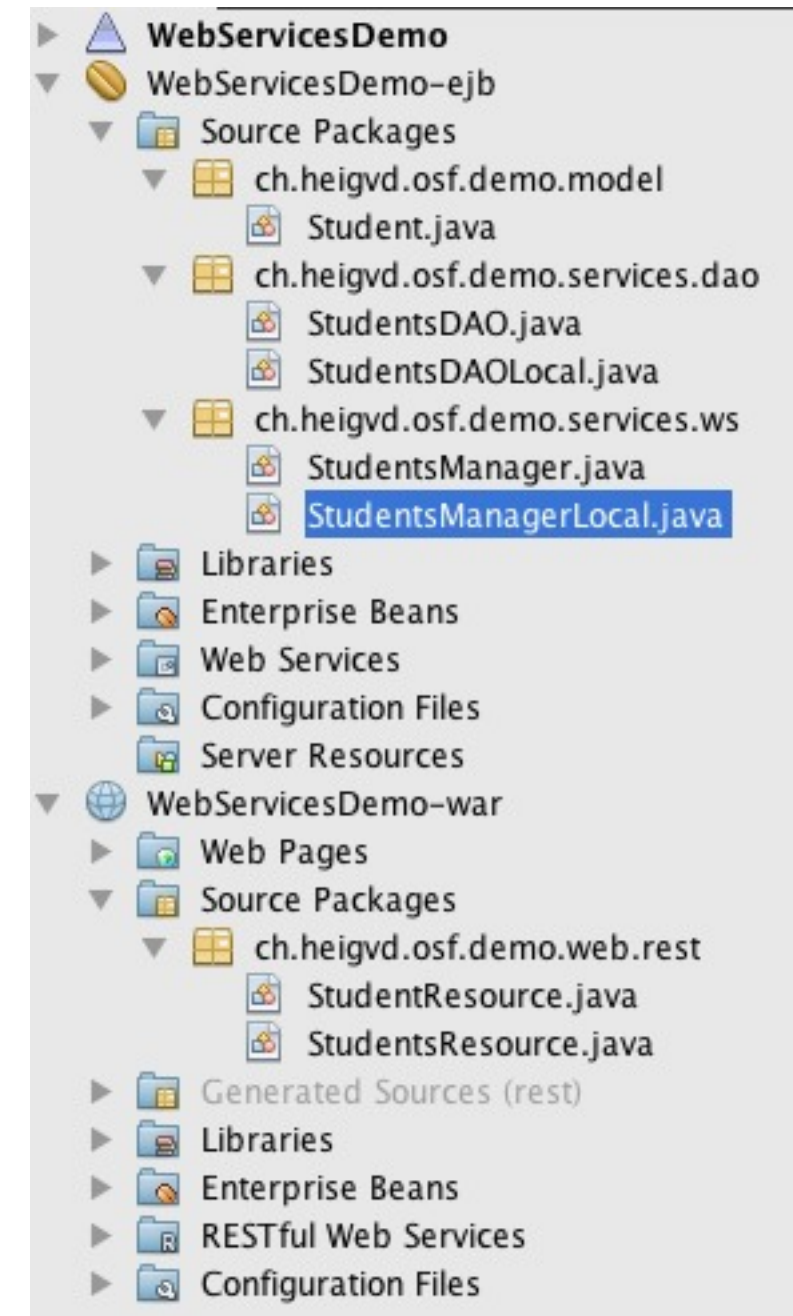 WebServicesDemo
WebServicesDemo-ejb
Source Packages
ch.heigvd.osf.demo.model
Student.java
ch.heigvd.osf.demo.services.dao
StudentsDAO.java
StudentsDAOLocal.java
ch.heigvd.osf.demo.services.ws
StudentsManager.java
StudentsManagerLocal.java
Libraries
Enterprise Beans
Web Services
Configuration Files
Server Resources
WebServicesDemo-war
Web Pages
Source Packages
ch.heigvd.osf.demo.web.rest
StudentResource.java
StudentsResource.java
Generated Sources (rest)
Libraries
Enterprise Beans
RESTful Web Services
Configuration Files